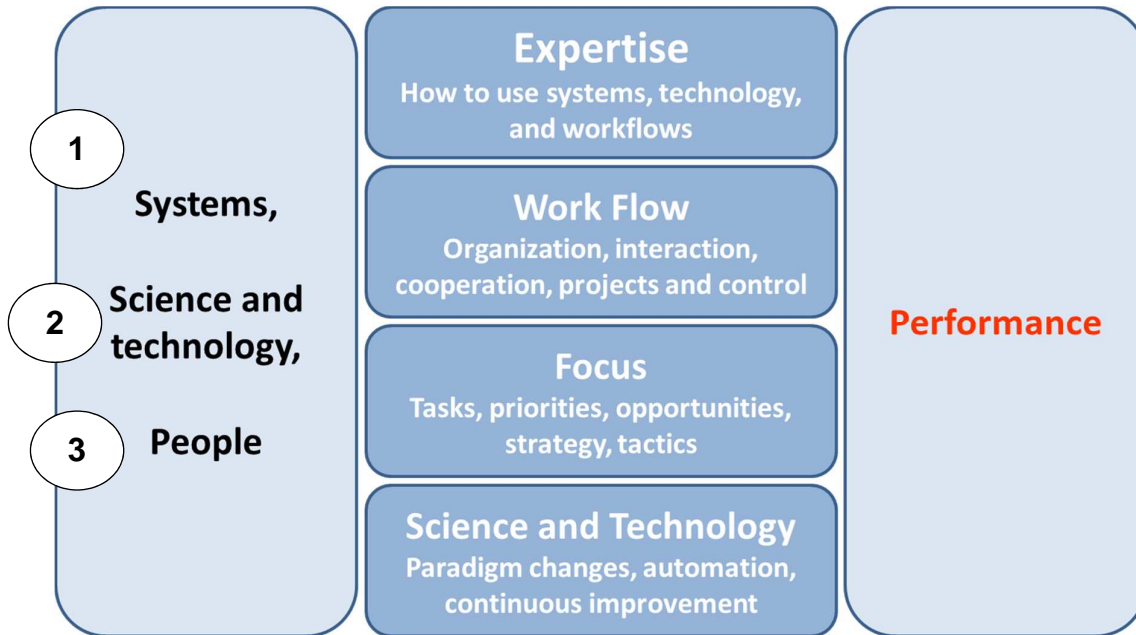 1
Systems,
2
Science and
technology,
3
People
Expertise
How to use systems, technology,
and workflows
Work Flow
Organization, interaction,
cooperation, projects and control
Focus
Tasks, priorities, opportunities,
strategy, tactics
Science and Technology
Paradigm changes, automation,
continuous improvement
Performance